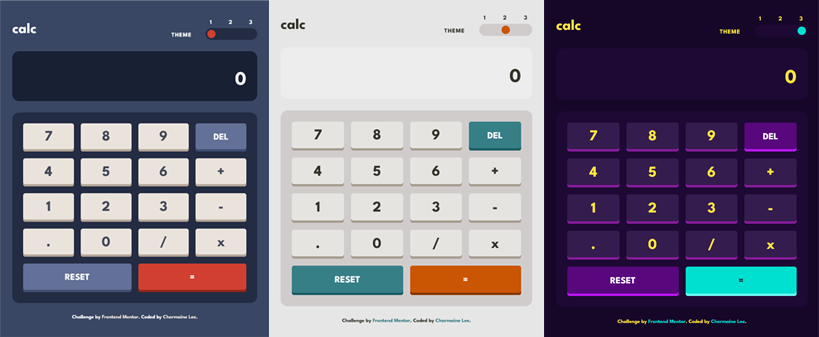 1 2 3
calc
THEME
0
7 8 9 DEL
4 5 6 +
1 2 3 -
. 0 / x
RESET =
Challenge by Frontend Mentor. Coded by Charmaine Lee.
1 2 3
calc
THEME
0
7 8 9 DEL
4 5 6 +
1 2 3 -
. 0 / x
RESET =
Challenge by Frontend Mentor. Coded by Charmaine Lee.
1 2 3
calc
THEME
0
7 8 9 DEL
4 5 6 +
1 2 3 -
. 0 / x
RESET =
Challenge by Frontend Mentor. Coded by Charmaine Lee.